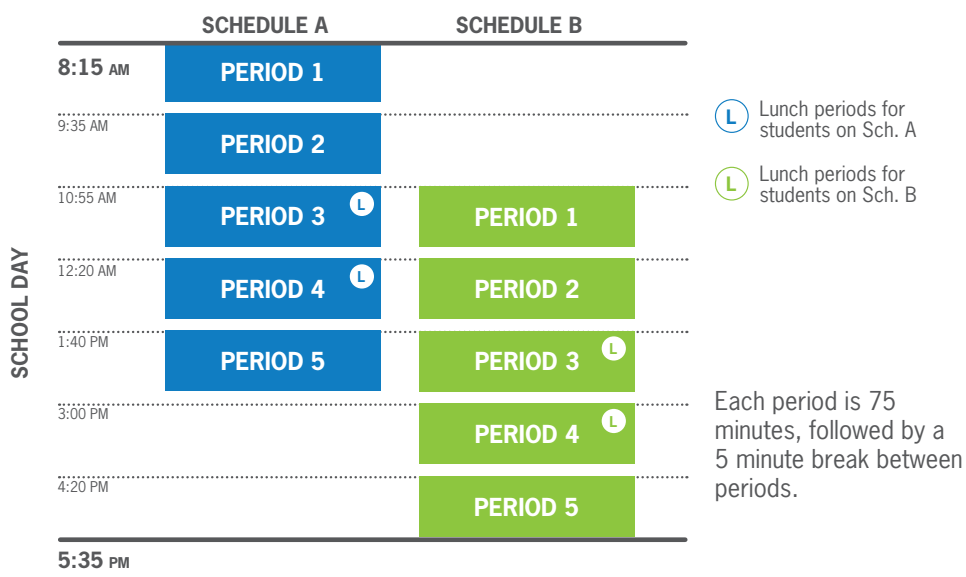 SCHEDULE A SCHEDULE B
8:15 AM PERIOD 1
9:35 AM
PERIOD 2
10:55 AM
PERIOD 3 L PERIOD 1
12:20 AM
PERIOD 4 L PERIOD 2
1:40 PM
PERIOD 5 PERIOD 3 L
3:00 PM
PERIOD 4 L
4:20 PM
PERIOD 5
5:35 PM
SCHOOL DAY
L Lunch periods for
students on Sch. A
L Lunch periods for
students on Sch. B
Each period is 75
minutes, followed by a
5 minute break between
periods.